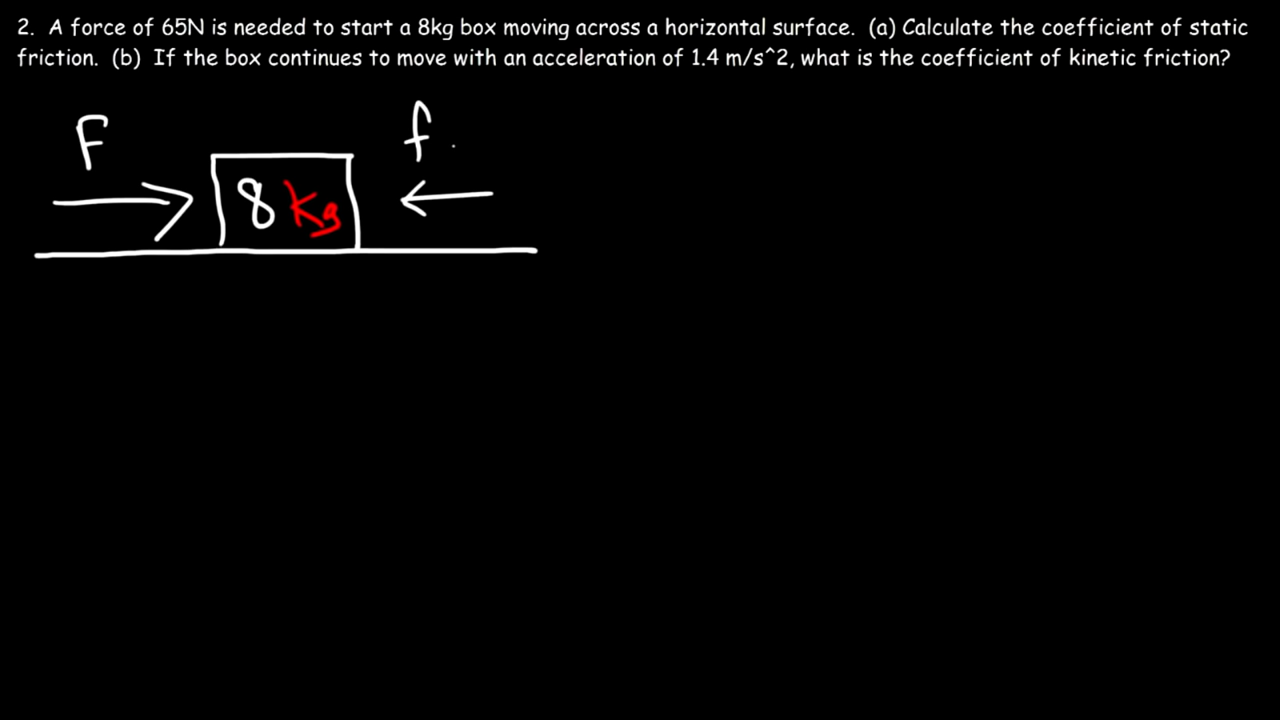 2. A force of 65N is needed to start a 8kg box moving across a horizontal surface. (a) Calculate the coefficient of static
friction. (b) If the box continues to move with an acceleration of 1.4 m/s^2, what is the coefficient of kinetic friction?
F f
8 kg